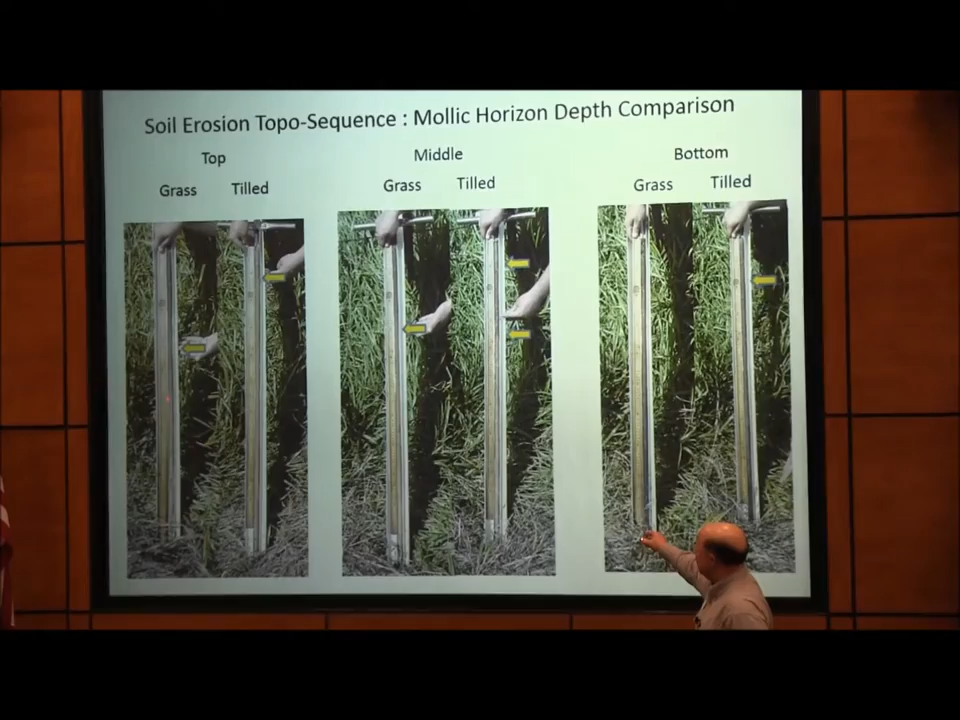 Soil Erosion Topo-Sequence : Mollic Horizon Depth Comparison
Top
Middle
Bottom
Grass Tilled
Grass Tilled
Grass Tilled